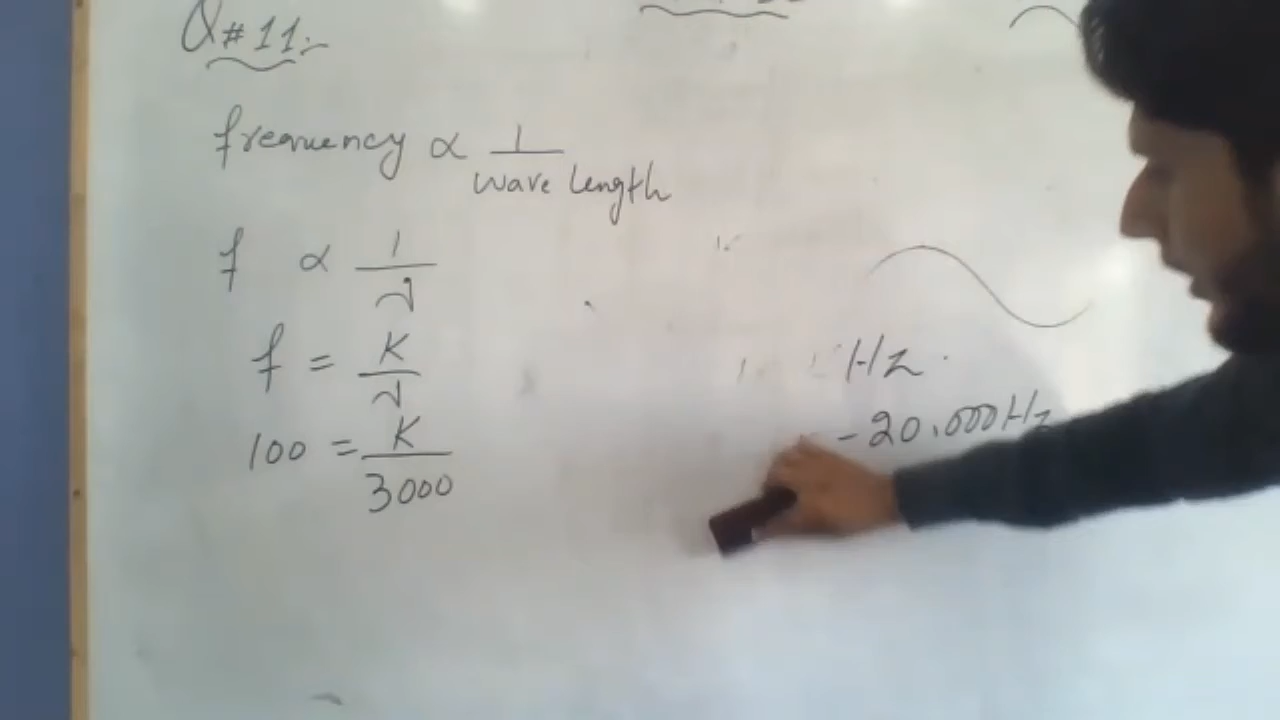 Q#11:-
frequency ∝ 1
wave length
f ∝ 1
λ
f = K
λ
100 = K
3000
Hz.
-20,000Hz